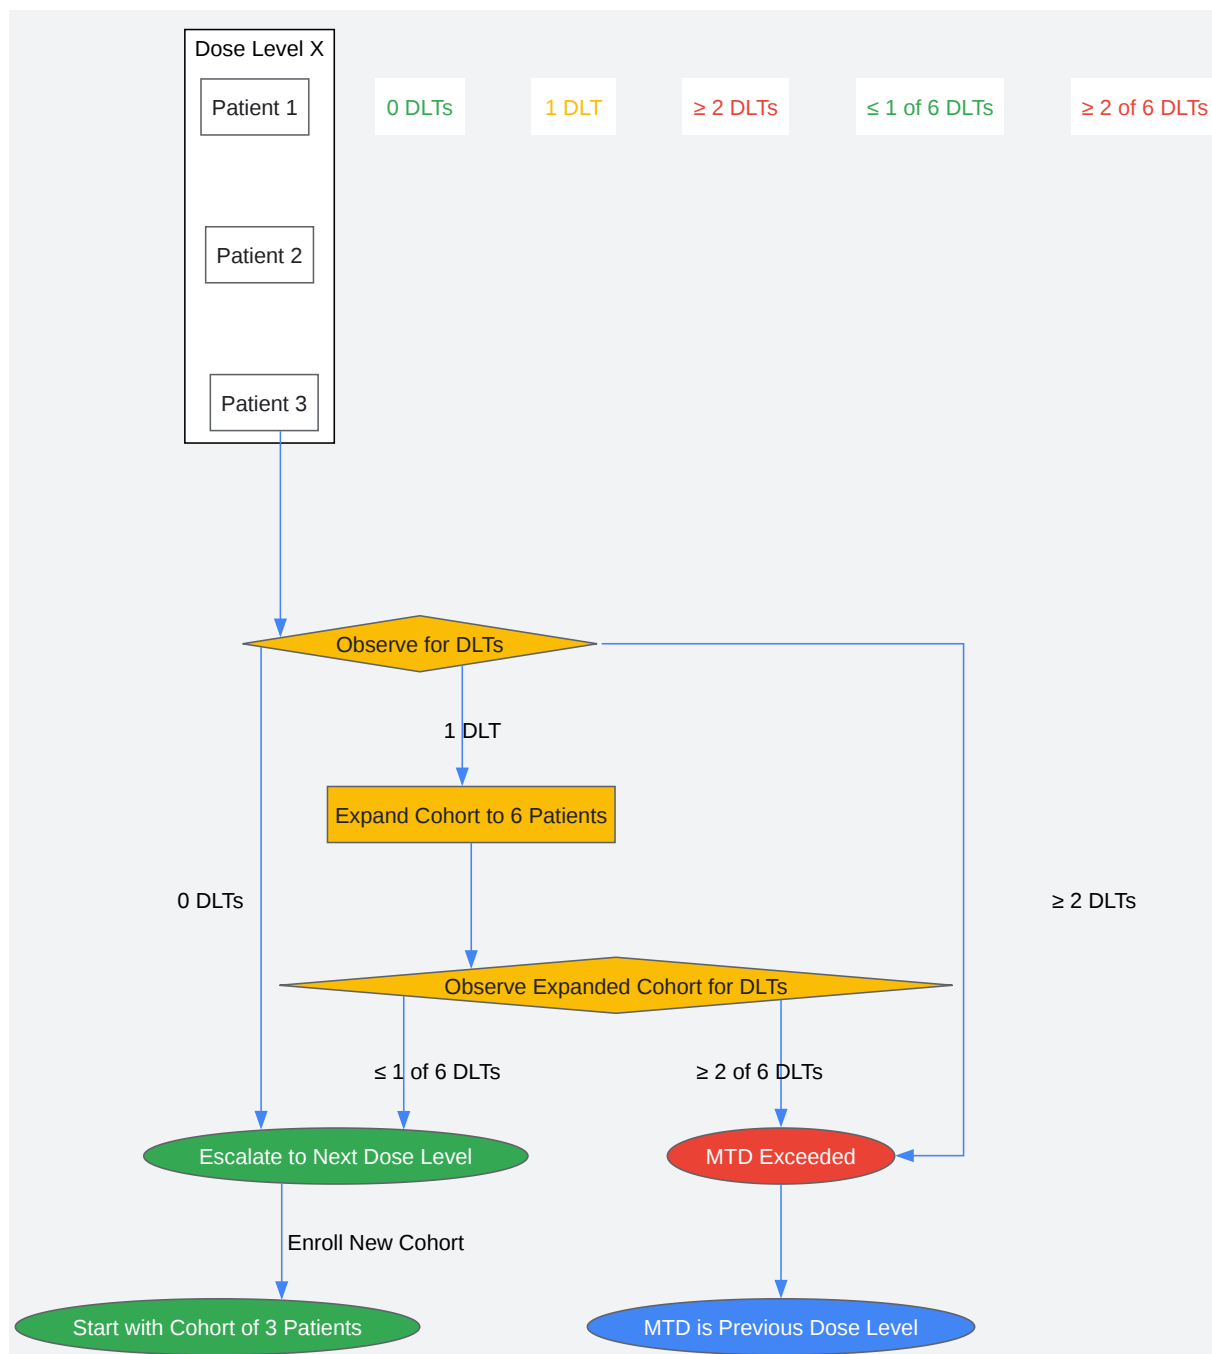 Dose Level X
Patient 1
0 DLTs
1 DLT
≥ 2 DLTs
≤ 1 of 6 DLTs
≥ 2 of 6 DLTs
Patient 2
Patient 3
Observe for DLTs
1 DLT
Expand Cohort to 6 Patients
0 DLTs
≥ 2 DLTs
Observe Expanded Cohort for DLTs
≤ 1 of 6 DLTs
≥ 2 of 6 DLTs
Escalate to Next Dose Level
MTD Exceeded
Enroll New Cohort
Start with Cohort of 3 Patients
MTD is Previous Dose Level